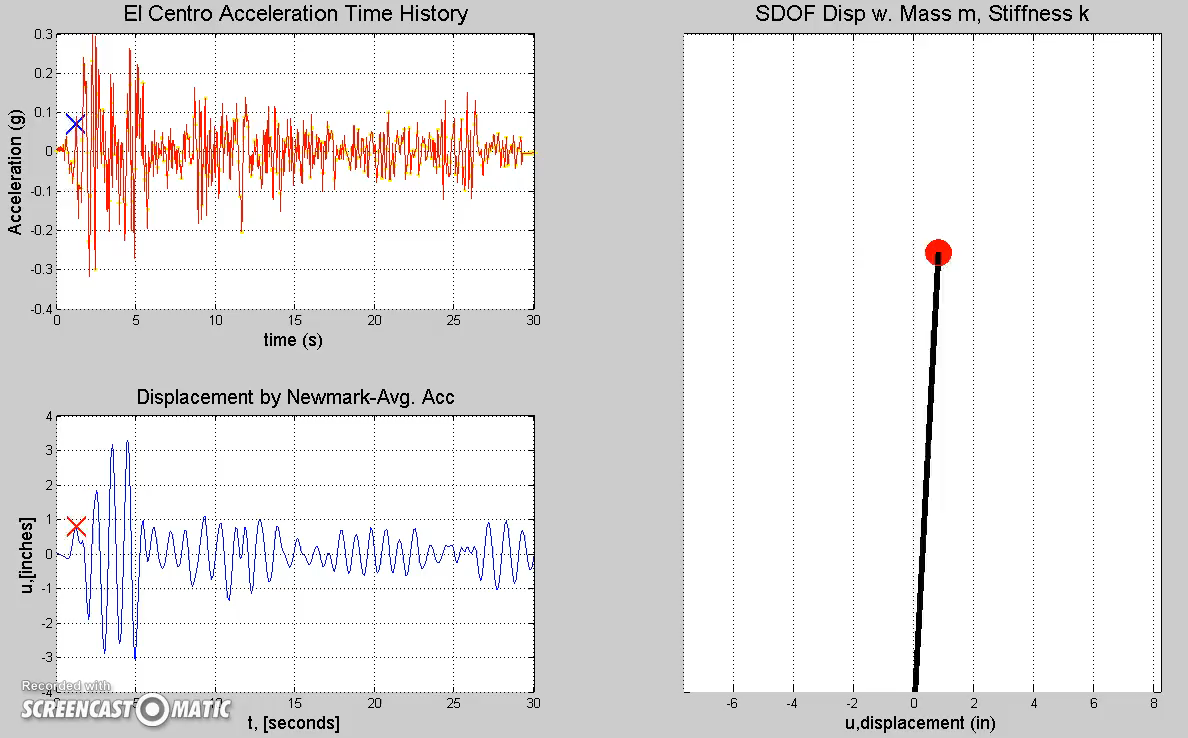 El Centro Acceleration Time History
0.3
0.2
0.1
0
-0.1
-0.2
-0.3
-0.4
Acceleration (g)
0 5 10 15 20 25 30
time (s)
Displacement by Newmark-Avg. Acc
4
3
2
1
0
-1
-2
-3
-4
u,[inches]
0 5 10 15 20 25 30
t, [seconds]
SDOF Disp w. Mass m, Stiffness k
-6 -4 -2 0 2 4 6 8
u,displacement (in)
Recorded with
SCREENCAST MATIC